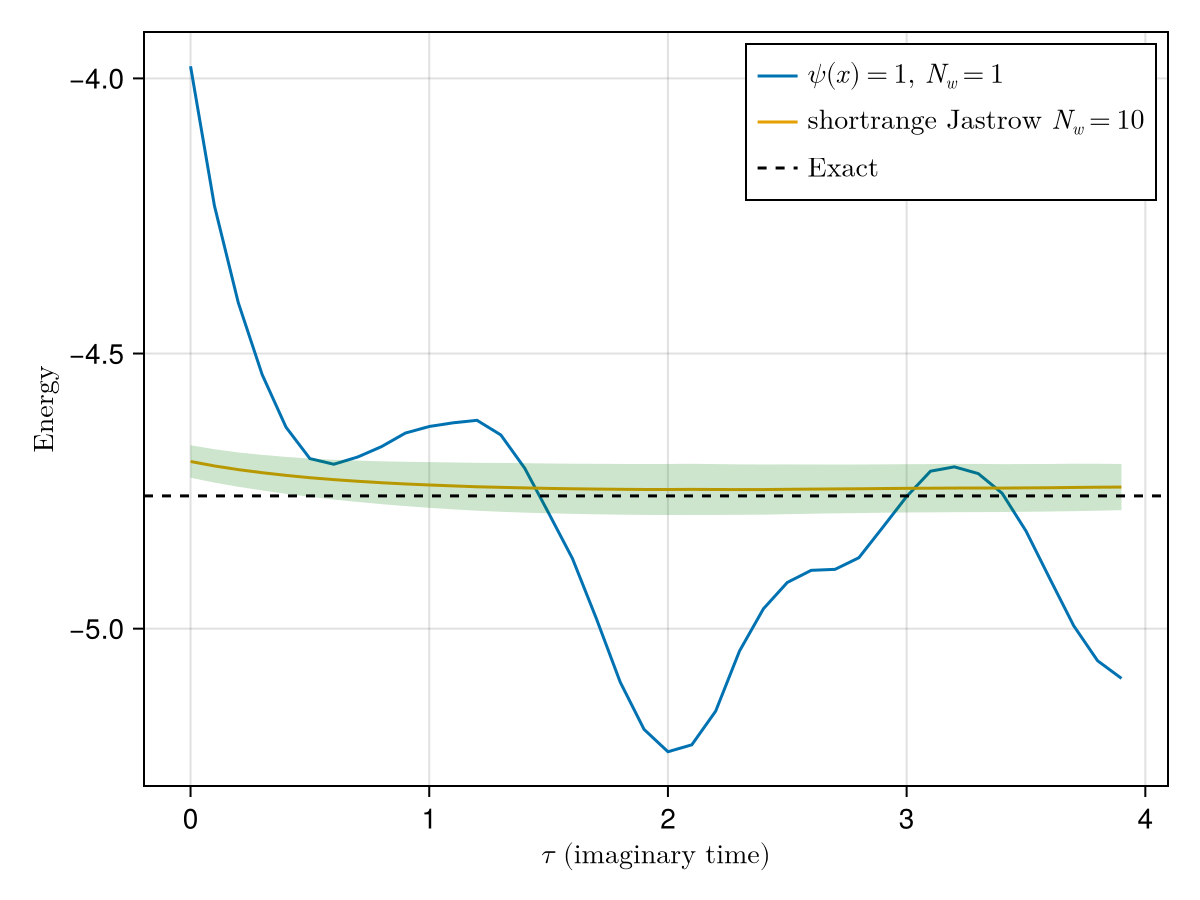 −4.0
−4.5
−5.0
Energy
0
1
2
3
4
τ (imaginary time)
ψ(x) = 1, N_w = 1
shortrange Jastrow N_w = 10
Exact